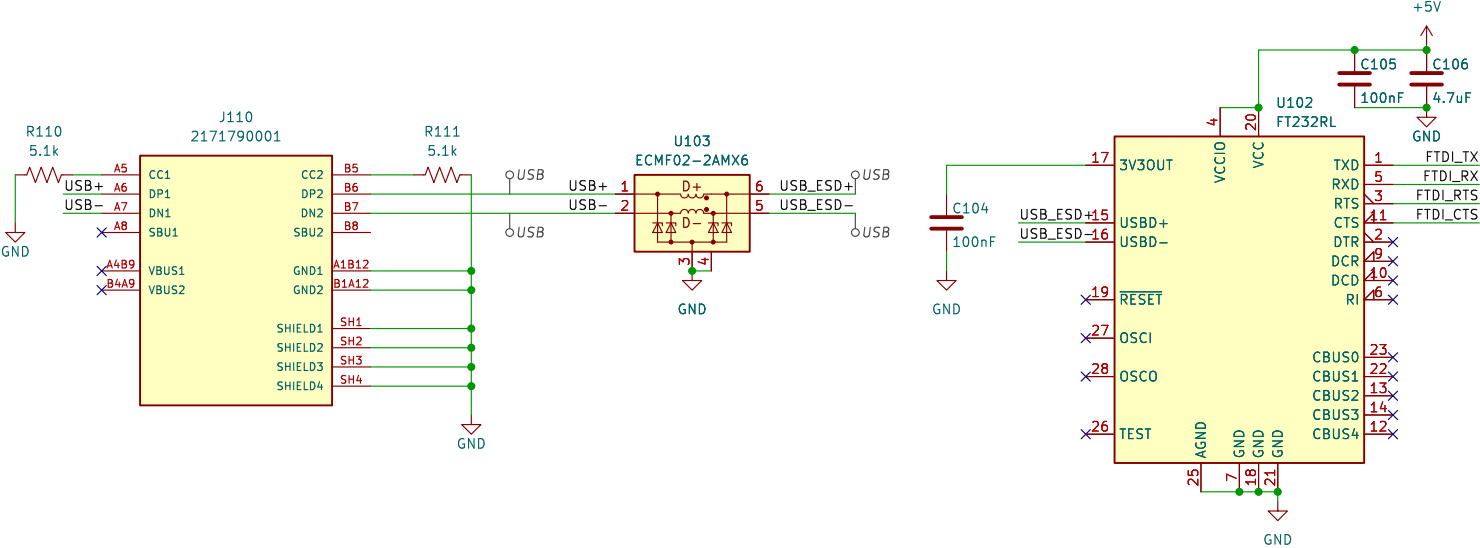 J110
2171790001
R110
5.1k
GND
USB+
USB-
A5
A6
A7
A8
A4B9
B4A9
CC1
DP1
DN1
SBU1
VBUS1
VBUS2
CC2
DP2
DN2
SBU2
GND1
GND2
SHIELD1
SHIELD2
SHIELD3
SHIELD4
B5
B6
B7
B8
A1B12
B1A12
SH1
SH2
SH3
SH4
R111
5.1k
GND
USB
USB
USB+
USB-
U103
ECMF02-2AMX6
1
2
D+
D-
6
5
3
4
GND
USB_ESD+
USB_ESD-
USB
USB
C104
100nF
GND
USB_ESD+
USB_ESD-
+5V
C105
100nF
C106
4.7uF
GND
U102
FT232RL
4
20
VCCIO
VCC
17
15
16
19
27
28
26
3V3OUT
USBD+
USBD-
RESET
OSCI
OSCO
TEST
TXD
RXD
RTS
CTS
DTR
DCR
DCD
RI
CBUS0
CBUS1
CBUS2
CBUS3
CBUS4
1
5
3
11
2
9
10
6
23
22
13
14
12
FTDI_TX
FTDI_RX
FTDI_RTS
FTDI_CTS
AGND
GND
GND
GND
25
7
18
21
GND